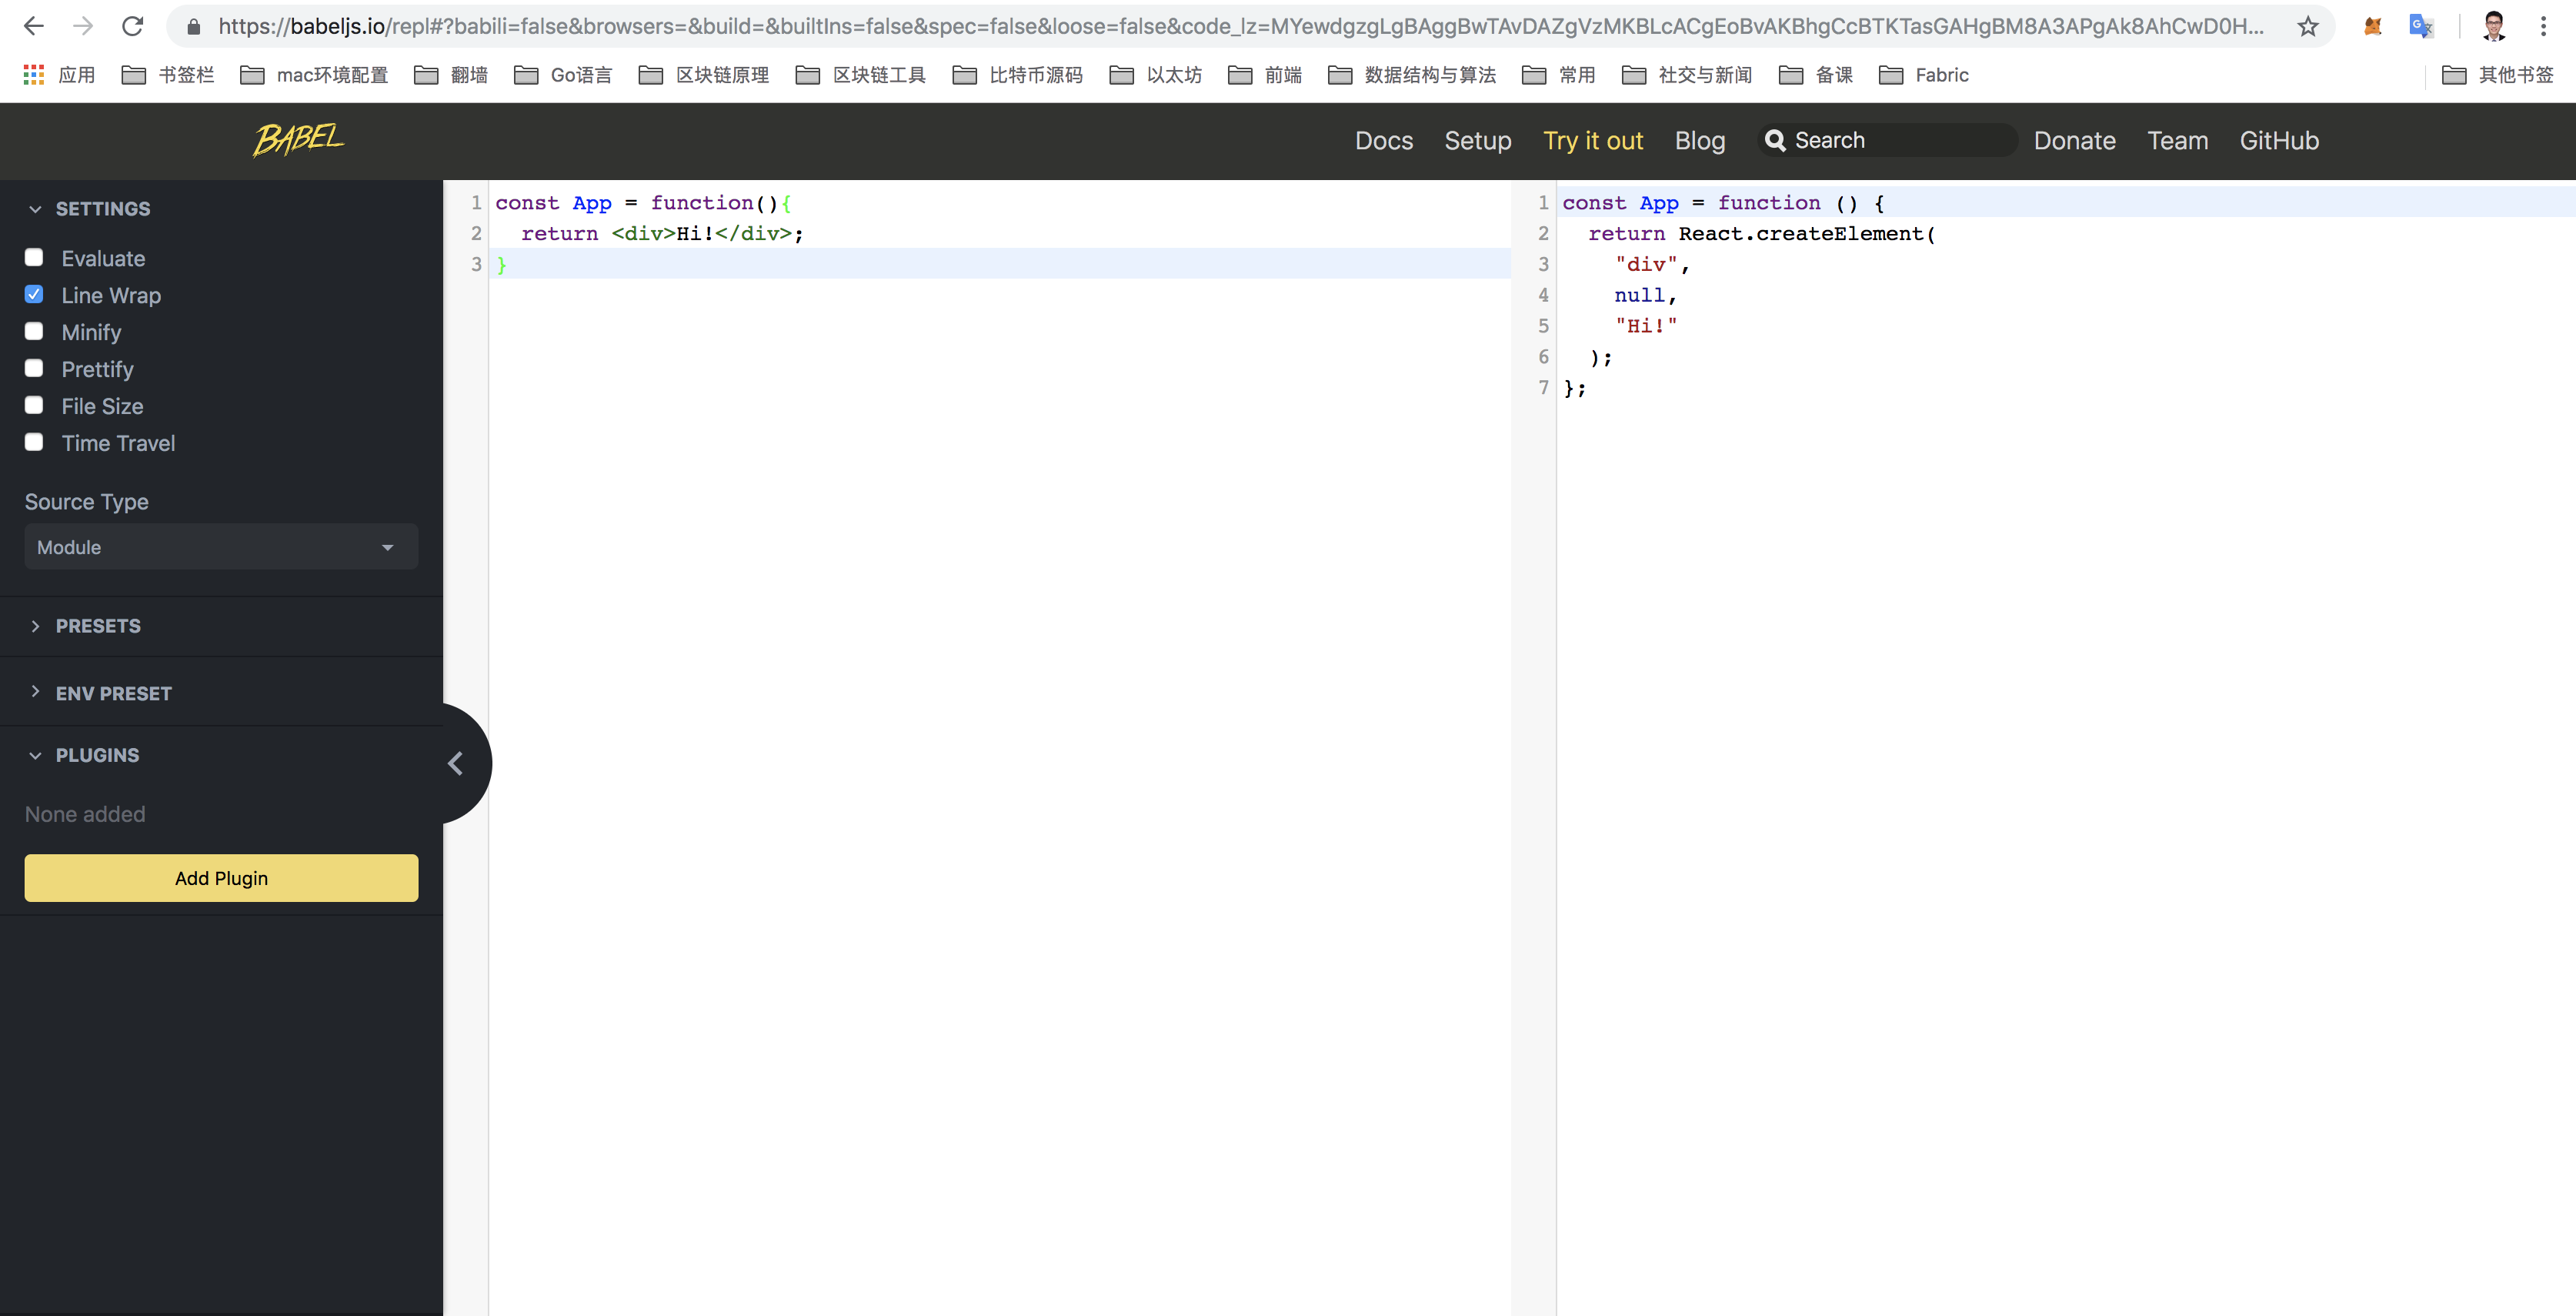 https://babeljs.io/repl#?babili=false&browsers=&build=&builtIns=false&spec=false&loose=false&code_lz=MYewdgzgLgBAggBwTAvDAZgVzMKBLcACgEoBvAKBhgCcBTKTasGAHgBM8A3APgAk8AhCwD0H...
应用 书签栏 mac环境配置 翻墙 Go语言 区块链原理 区块链工具 比特币源码 以太坊 前端 数据结构与算法 常用 社交与新闻 备课 Fabric 其他书签
BABEL Docs Setup Try it out Blog Search Donate Team GitHub
SETTINGS
Evaluate
Line Wrap
Minify
Prettify
File Size
Time Travel
Source Type
Module
PRESETS
ENV PRESET
PLUGINS
None added
Add Plugin
1 const App = function(){
2 return <div>Hi!</div>;
3 }
1 const App = function () {
2 return React.createElement(
3 "div",
4 null,
5 "Hi!"
6 );
7 };